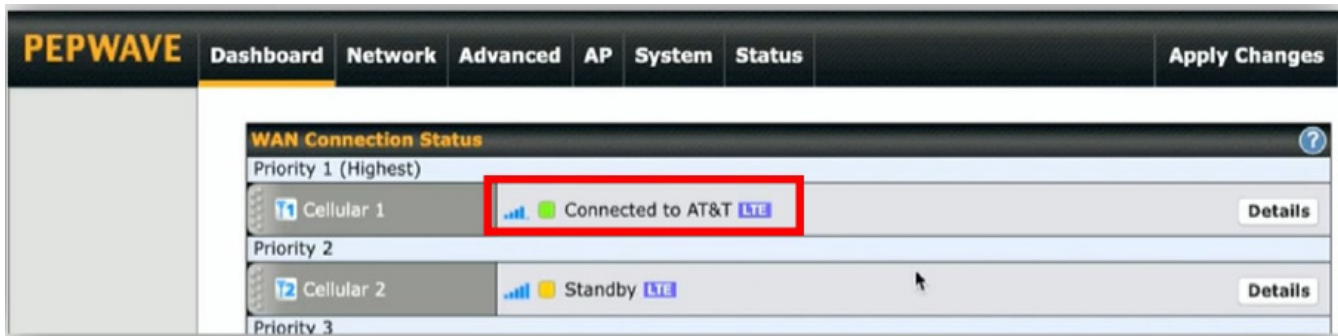 PEPWAVE Dashboard Network Advanced AP System Status Apply Changes
WAN Connection Status ?
Priority 1 (Highest)
1 Cellular 1 Connected to AT&T LTE Details
Priority 2
2 Cellular 2 Standby LTE Details
Priority 3